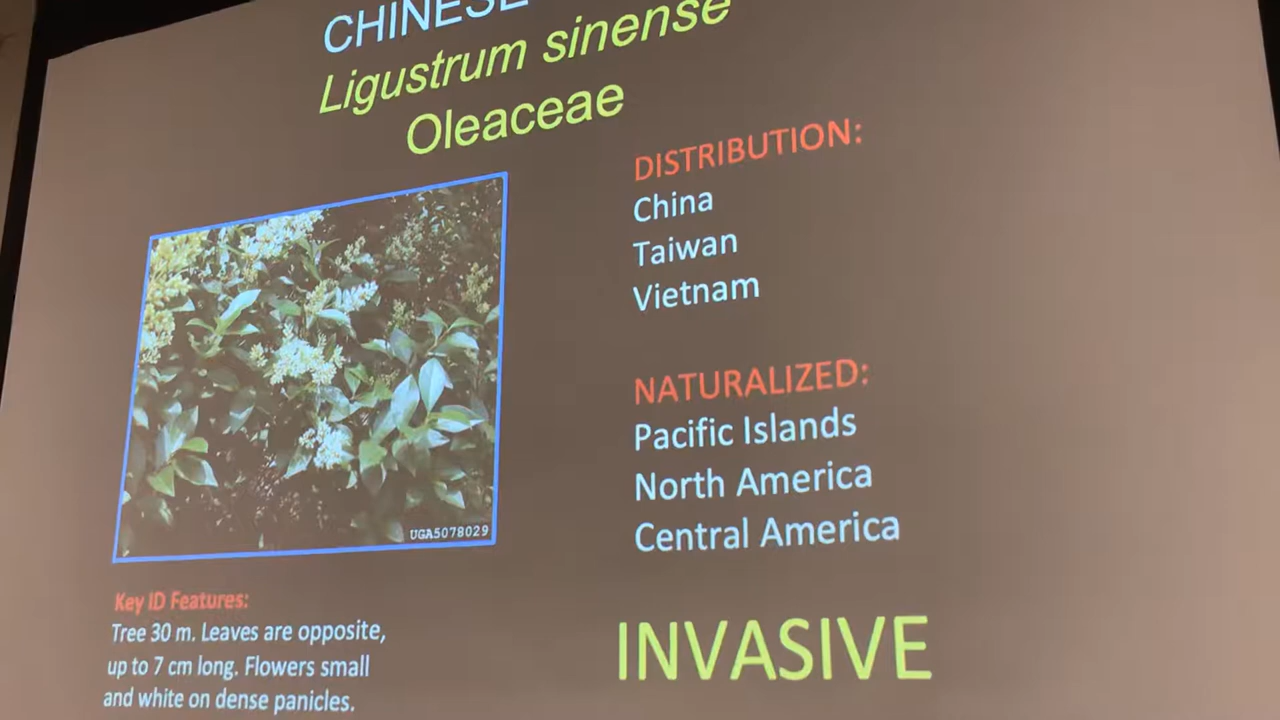 CHINESE
Ligustrum sinense
Oleaceae
DISTRIBUTION:
China
Taiwan
Vietnam
NATURALIZED:
Pacific Islands
North America
Central America
INVASIVE
UGA5078029
Key ID Features:
Tree 30 m. Leaves are opposite,
up to 7 cm long. Flowers small
and white on dense panicles.